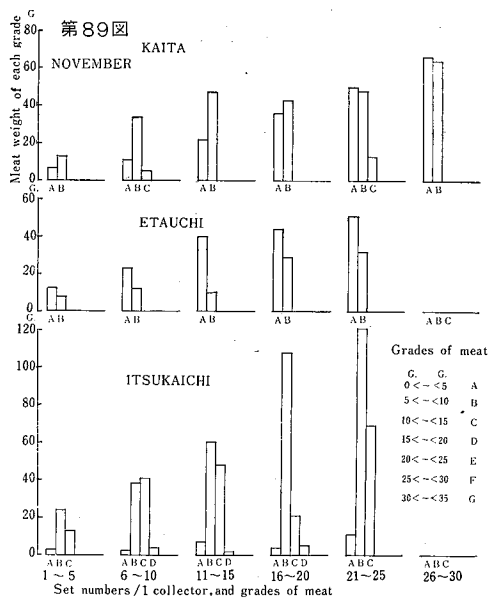 第89図
G.
Meat weight of each grade
KAITA
NOVEMBER
80
60
40
20
0
G.
A B
A B C
A B
A B
A B C
A B
ETAUCHI
60
40
20
0
G.
A B
A B
A B
A B
A B
A B C
ITSUKAICHI
120
100
80
60
40
20
0
Grades of meat
G. G.
0<~<5 A
5<~<10 B
10<~<15 C
15<~<20 D
20<~<25 E
25<~<30 F
30<~<35 G
A B C
A B C D
A B C D
A B C D
A B C
A B C
1~5
6~10
11~15
16~20
21~25
26~30
Set numbers/1 collector, and grades of meat